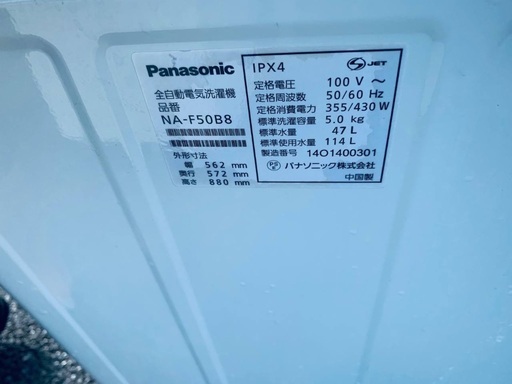 Panasonic
全自動電気洗濯機
品番
NA-F50B8
外形寸法
幅 562 mm
奥行 572 mm
高さ 880 mm
IPX4
S JET
定格電圧 100 V ～
定格周波数 50/60 Hz
定格消費電力 355/430 W
標準洗濯容量 5.0 kg
標準水量 47 L
標準使用水量 114 L
製造番号 14O1400301
PSE パナソニック株式会社
中国製